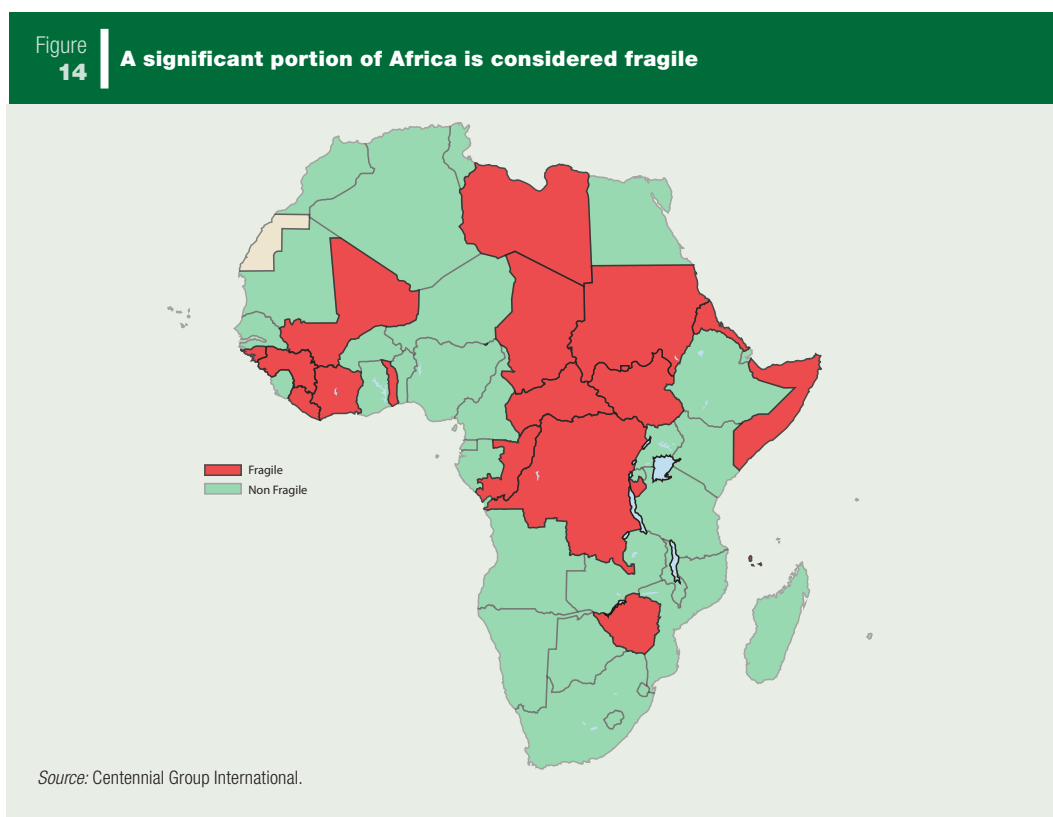 Figure
14
A significant portion of Africa is considered fragile
Fragile
Non Fragile
Source: Centennial Group International.